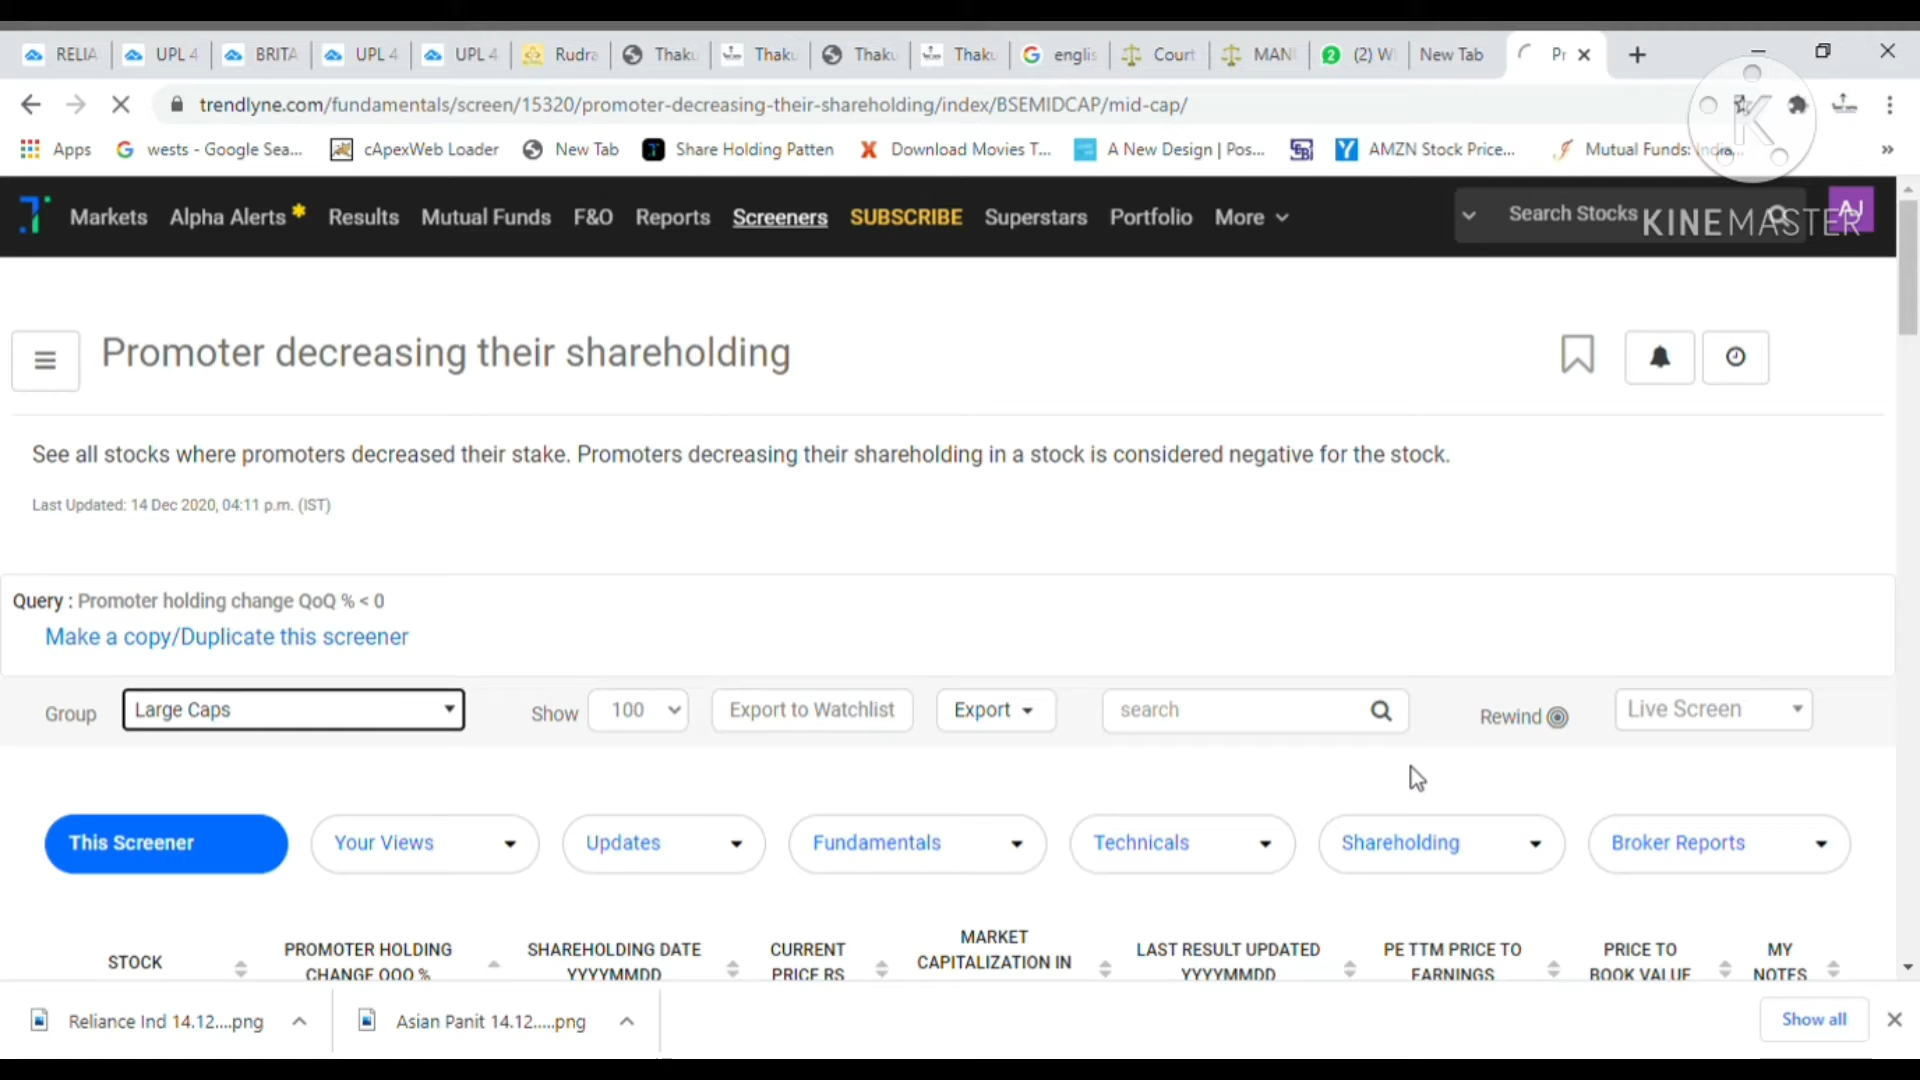 RELIA UPL 4 BRITA UPL 4 UPL 4 Rudra Thaku Thaku Thaku Thaku englis Court MAN (2) W New Tab Pr
trendlyne.com/fundamentals/screen/15320/promoter-decreasing-their-shareholding/index/BSEMIDCAP/mid-cap/
Apps wests - Google Sea... cApexWeb Loader New Tab Share Holding Patten Download Movies T... A New Design | Pos... AMZN Stock Price... Mutual Funds: India... »
Markets Alpha Alerts Results Mutual Funds F&O Reports Screeners SUBSCRIBE Superstars Portfolio More Search Stocks AJ
KINEMASTER
Promoter decreasing their shareholding
See all stocks where promoters decreased their stake. Promoters decreasing their shareholding in a stock is considered negative for the stock.
Last Updated: 14 Dec 2020, 04:11 p.m. (IST)
Query : Promoter holding change QoQ % < 0
Make a copy/Duplicate this screener
Group Large Caps Show 100 Export to Watchlist Export search Rewind Live Screen
This Screener Your Views Updates Fundamentals Technicals Shareholding Broker Reports
STOCK
PROMOTER HOLDING
CHANGE QOQ %
SHAREHOLDING DATE
YYYYMMDD
CURRENT
PRICE RS
MARKET
CAPITALIZATION IN
LAST RESULT UPDATED
YYYYMMDD
PE TTM PRICE TO
EARNINGS
PRICE TO
BOOK VALUE
MY
NOTES
Reliance Ind 14.12....png Asian Panit 14.12.....png Show all